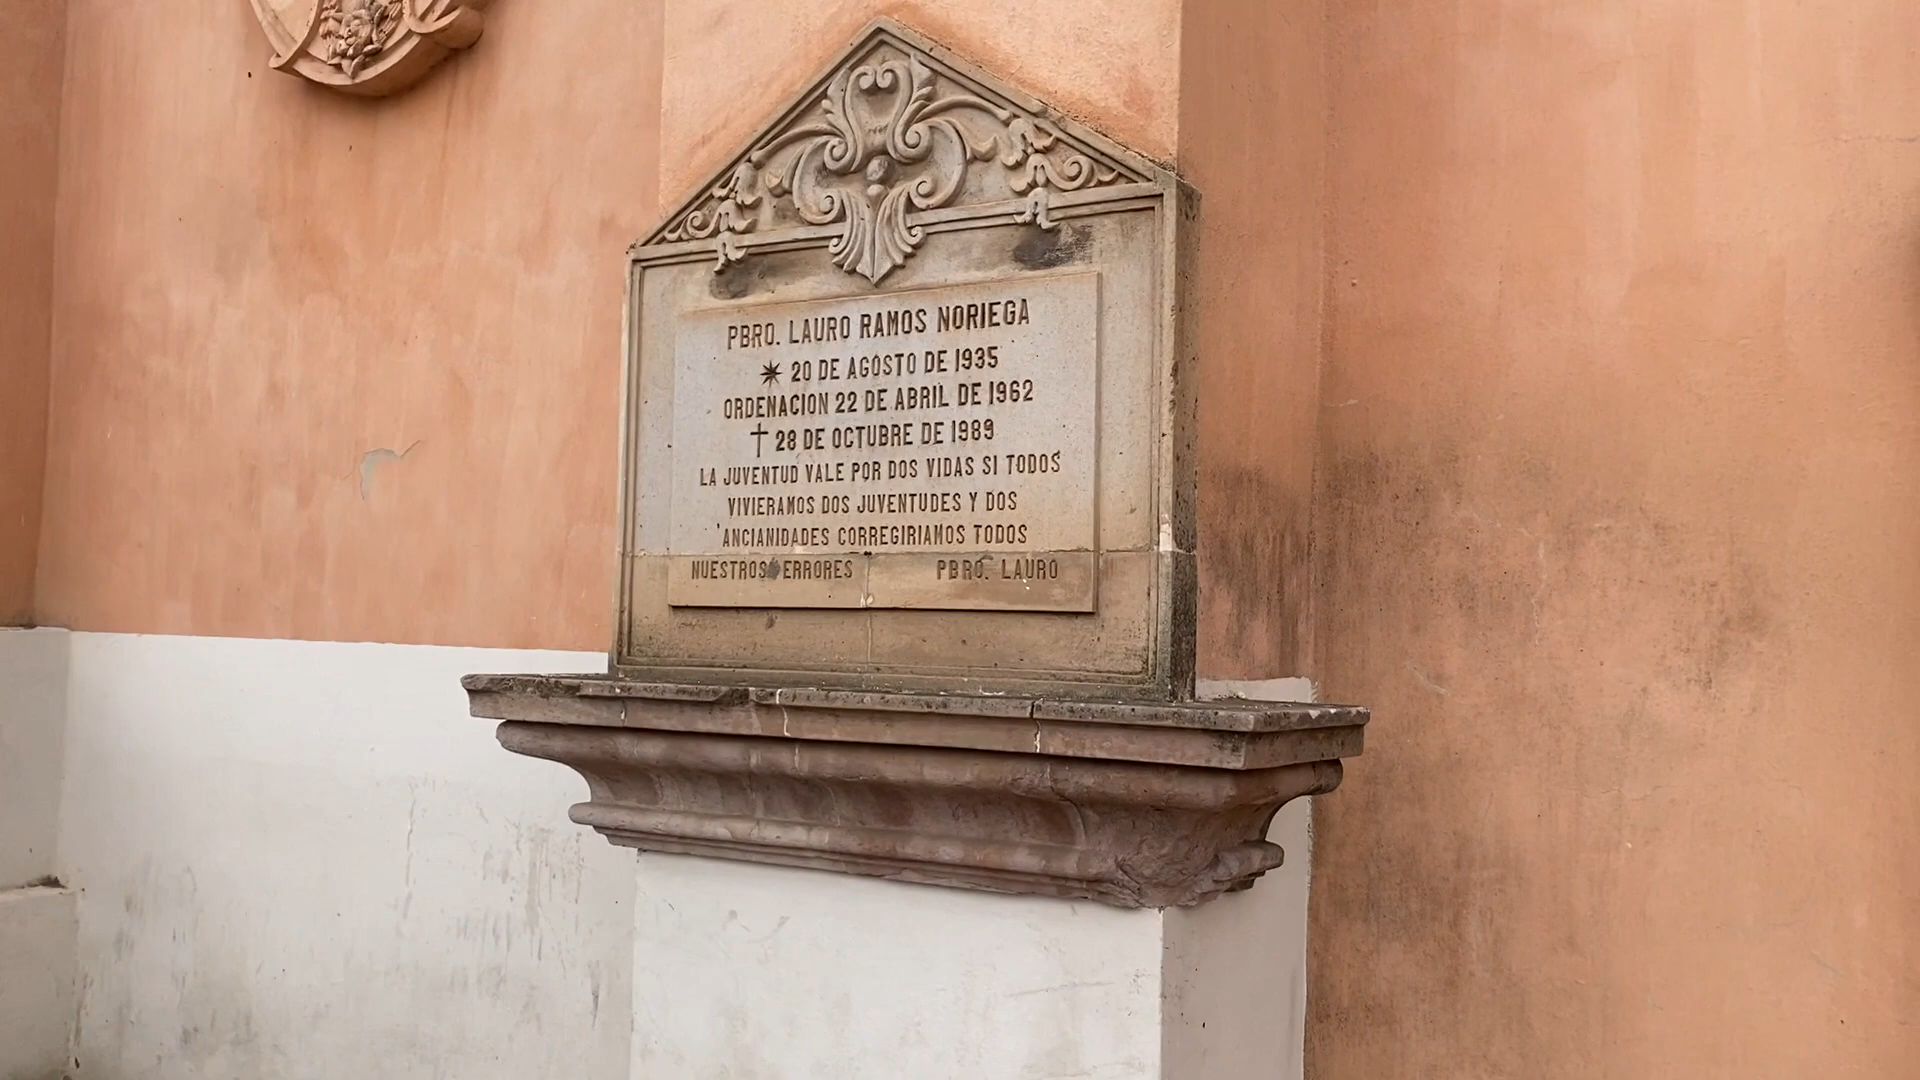 PBRO. LAURO RAMOS NORIEGA
20 DE AGOSTO DE 1935
ORDENACION 22 DE ABRIL DE 1962
28 DE OCTUBRE DE 1989
LA JUVENTUD VALE POR DOS VIDAS SI TODOS
VIVIERAMOS DOS JUVENTUDES Y DOS
ANCIANIDADES CORREGIRIAMOS TODOS
NUESTROS ERRORES PBRO. LAURO